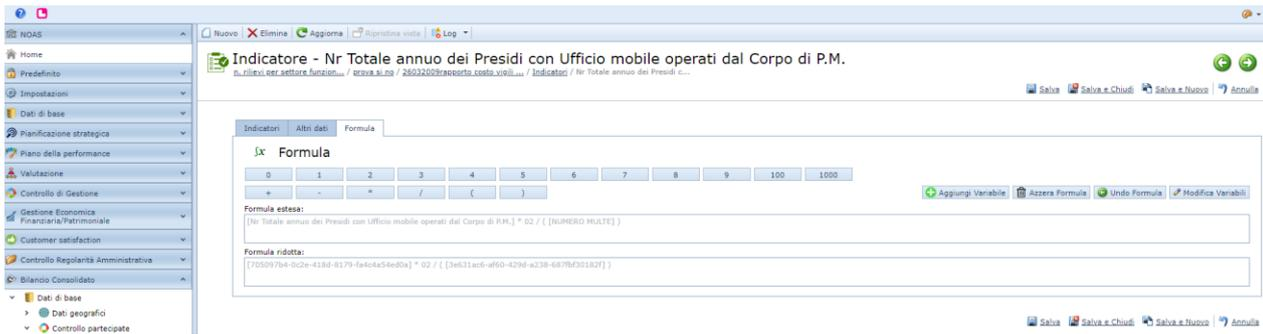 NOAS
Nuovo Elimina Aggiorna Ripristina vista Log
Home
Predefinito
Impostazioni
Dati di base
Pianificazione strategica
Piano della performance
Valutazione
Controllo di Gestione
Gestione Economica
Finanziaria/Patrimoniale
Customer satisfaction
Controllo Regolarità Amministrativa
Bilancio Consolidato
Dati di base
Dati geografici
Controllo partecipate
Indicatore - Nr Totale annuo dei Presidi con Ufficio mobile operati dal Corpo di P.M.
n. rilievi per settore funzion... / prova si no / 26032009rapporto costo vigili ... / Indicatori / Nr Totale annuo dei Presidi c...
Salva Salva e Chiudi Salva e Nuovo Annulla
Indicatori Altri dati Formula
∫x Formula
0 1 2 3 4 5 6 7 8 9 100 1000
+ - * / ( )
Aggiungi Variabile Azzera Formula Undo Formula Modifica Variabili
Formula estesa:
[Nr Totale annuo dei Presidi con Ufficio mobile operati dal Corpo di P.M.] * 02 / ( [NUMERO MULTE] )
Formula ridotta:
[705097b4-0c2e-418d-8179-fa4c4a54ed0a] * 02 / ( [3e631ac6-af60-429d-a238-687fbf30182f] )
Salva Salva e Chiudi Salva e Nuovo Annulla